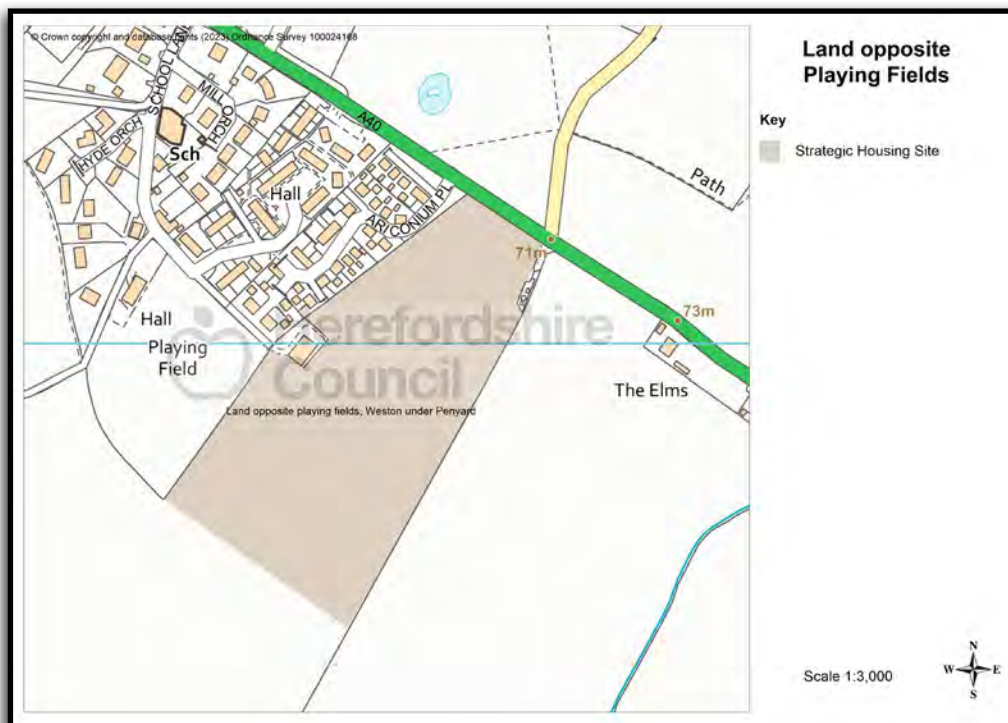 © Crown copyright and database rights (2023) Ordnance Survey 100024168
Land opposite
Playing Fields
Key
Strategic Housing Site
SCHOOL LANE
MILL ORCH
HYDE ORCH
Sch
A40
Hall
ARICONIUM PL
Path
71m
73m
Hall
Playing
Field
Herefordshire
Council
The Elms
Land opposite playing fields, Weston under Penyard
Scale 1:3,000
N
W
E
S